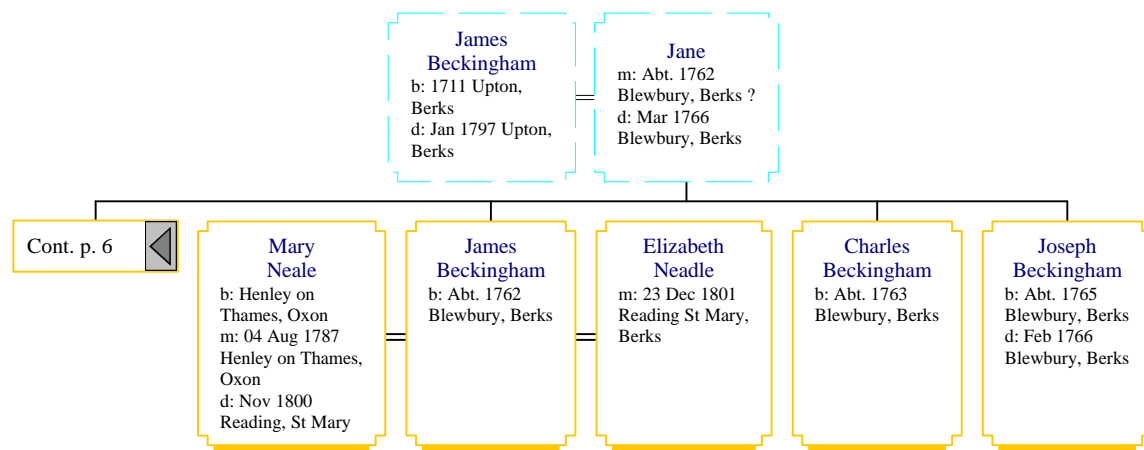 James
Beckingham
b: 1711 Upton,
Berks
d: Jan 1797 Upton,
Berks
Jane
m: Abt. 1762
Blewbury, Berks ?
d: Mar 1766
Blewbury, Berks
Cont. p. 6
Mary
Neale
b: Henley on
Thames, Oxon
m: 04 Aug 1787
Henley on Thames,
Oxon
d: Nov 1800
Reading, St Mary
James
Beckingham
b: Abt. 1762
Blewbury, Berks
Elizabeth
Neadle
m: 23 Dec 1801
Reading St Mary,
Berks
Charles
Beckingham
b: Abt. 1763
Blewbury, Berks
Joseph
Beckingham
b: Abt. 1765
Blewbury, Berks
d: Feb 1766
Blewbury, Berks